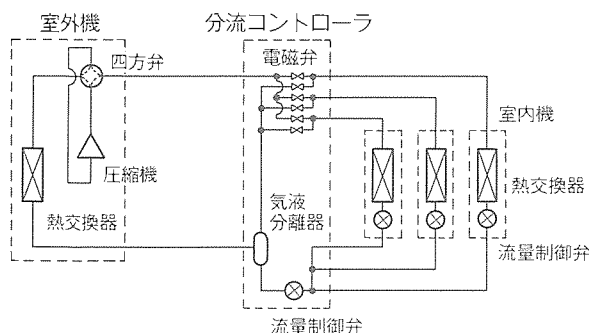 室外機
分流コントローラ
四方弁
電磁弁
室内機
圧縮機
熱交換器
気液
分離器
熱交換器
流量制御弁
流量制御弁